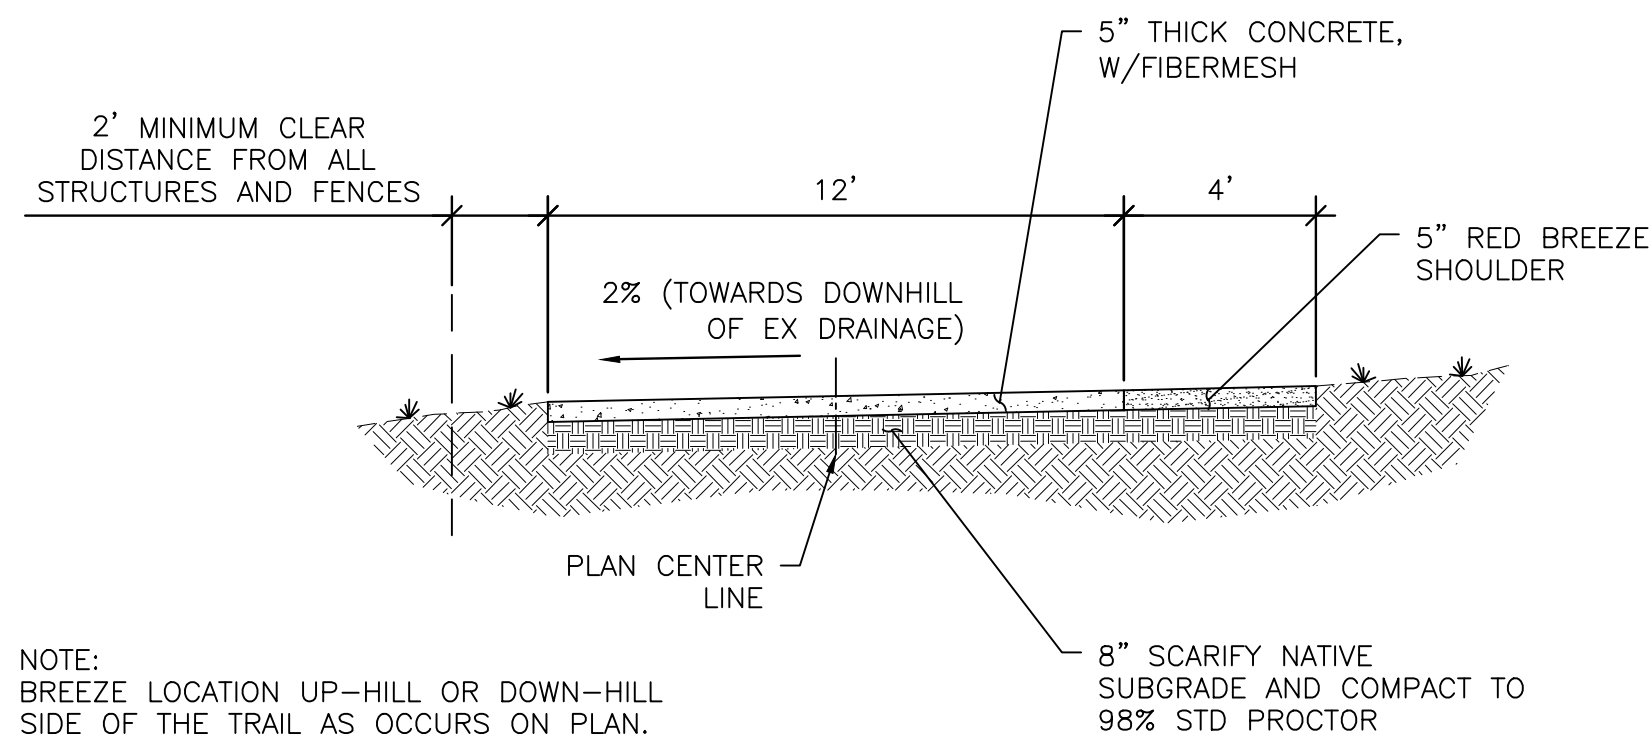 5” THICK CONCRETE,
W/FIBERMESH
2’ MINIMUM CLEAR
DISTANCE FROM ALL
STRUCTURES AND FENCES
12’
4’
5” RED BREEZE
SHOULDER
2% (TOWARDS DOWNHILL
OF EX DRAINAGE)
PLAN CENTER
LINE
8” SCARIFY NATIVE
SUBGRADE AND COMPACT TO
98% STD PROCTOR
NOTE:
BREEZE LOCATION UP–HILL OR DOWN–HILL
SIDE OF THE TRAIL AS OCCURS ON PLAN.